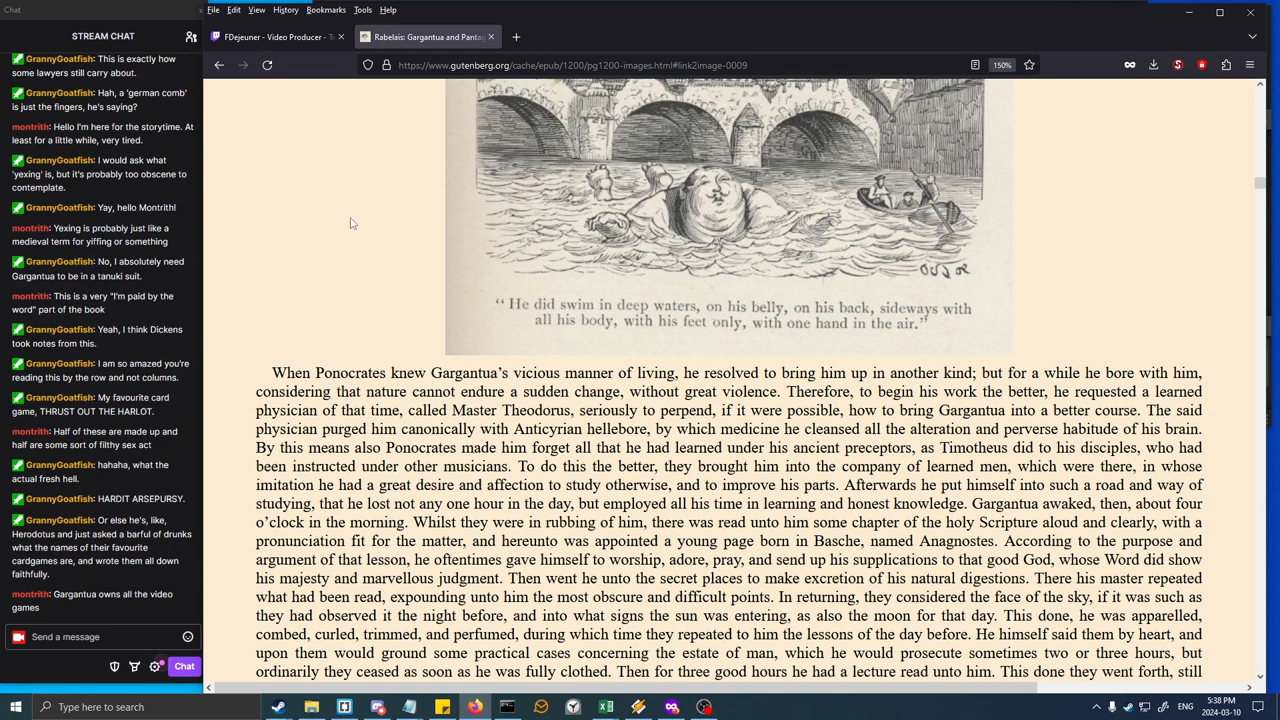 Chat
STREAM CHAT
GrannyGoatfish: This is exactly how
some lawyers still carry about.
GrannyGoatfish: Hah, a 'german comb'
is just the fingers, he's saying?
montrith: Hello I'm here for the storytime. At
least for a little while, very tired.
GrannyGoatfish: I would ask what
'yexing' is, but it's probably too obscene to
contemplate.
GrannyGoatfish: Yay, hello Montrith!
montrith: Yexing is probably just like a
medieval term for yiffing or something
GrannyGoatfish: No, I absolutely need
Gargantua to be in a tanuki suit.
montrith: This is a very "I'm paid by the
word" part of the book
GrannyGoatfish: Yeah, I think Dickens
took notes from this.
GrannyGoatfish: I am so amazed you're
reading this by the row and not columns.
GrannyGoatfish: My favourite card
game, THRUST OUT THE HARLOT.
montrith: Half of these are made up and
half are some sort of filthy sex act
GrannyGoatfish: hahaha, what the
actual fresh hell.
GrannyGoatfish: HARDIT ARSEPURSY.
GrannyGoatfish: Or else he's, like,
Herodotus and just asked a barful of drunks
what the names of their favourite
cardgames are, and wrote them all down
faithfully.
montrith: Gargantua owns all the video
games
Send a message
Chat
File Edit View History Bookmarks Tools Help
FDejeuner - Video Producer - Tw
Rabelais: Gargantua and Pantag
https://www.gutenberg.org/cache/epub/1200/pg1200-images.html#link2image-0009
150%
"He did swim in deep waters, on his belly, on his back, sideways with
all his body, with his feet only, with one hand in the air."
When Ponocrates knew Gargantua's vicious manner of living, he resolved to bring him up in another kind; but for a while he bore with him,
considering that nature cannot endure a sudden change, without great violence. Therefore, to begin his work the better, he requested a learned
physician of that time, called Master Theodorus, seriously to perpend, if it were possible, how to bring Gargantua into a better course. The said
physician purged him canonically with Anticyrian hellebore, by which medicine he cleansed all the alteration and perverse habitude of his brain.
By this means also Ponocrates made him forget all that he had learned under his ancient preceptors, as Timotheus did to his disciples, who had
been instructed under other musicians. To do this the better, they brought him into the company of learned men, which were there, in whose
imitation he had a great desire and affection to study otherwise, and to improve his parts. Afterwards he put himself into such a road and way of
studying, that he lost not any one hour in the day, but employed all his time in learning and honest knowledge. Gargantua awaked, then, about four
o'clock in the morning. Whilst they were in rubbing of him, there was read unto him some chapter of the holy Scripture aloud and clearly, with a
pronunciation fit for the matter, and hereunto was appointed a young page born in Basche, named Anagnostes. According to the purpose and
argument of that lesson, he oftentimes gave himself to worship, adore, pray, and send up his supplications to that good God, whose Word did show
his majesty and marvellous judgment. Then went he unto the secret places to make excretion of his natural digestions. There his master repeated
what had been read, expounding unto him the most obscure and difficult points. In returning, they considered the face of the sky, if it was such as
they had observed it the night before, and into what signs the sun was entering, as also the moon for that day. This done, he was apparelled,
combed, curled, trimmed, and perfumed, during which time they repeated to him the lessons of the day before. He himself said them by heart, and
upon them would ground some practical cases concerning the estate of man, which he would prosecute sometimes two or three hours, but
ordinarily they ceased as soon as he was fully clothed. Then for three good hours he had a lecture read unto him. This done they went forth, still
Type here to search
5:38 PM
2024-03-10